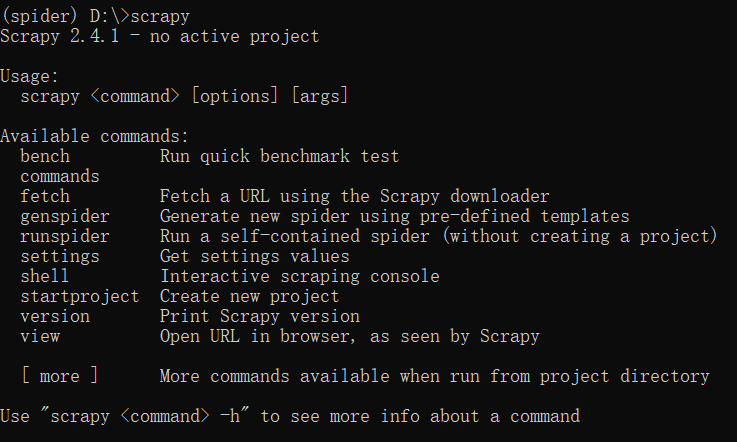 (spider) D:\>scrapy
Scrapy 2.4.1 - no active project
Usage:
  scrapy <command> [options] [args]
Available commands:
  bench         Run quick benchmark test
  commands
  fetch         Fetch a URL using the Scrapy downloader
  genspider     Generate new spider using pre-defined templates
  runspider     Run a self-contained spider (without creating a project)
  settings      Get settings values
  shell         Interactive scraping console
  startproject  Create new project
  version       Print Scrapy version
  view          Open URL in browser, as seen by Scrapy
  [ more ]      More commands available when run from project directory
Use "scrapy <command> -h" to see more info about a command